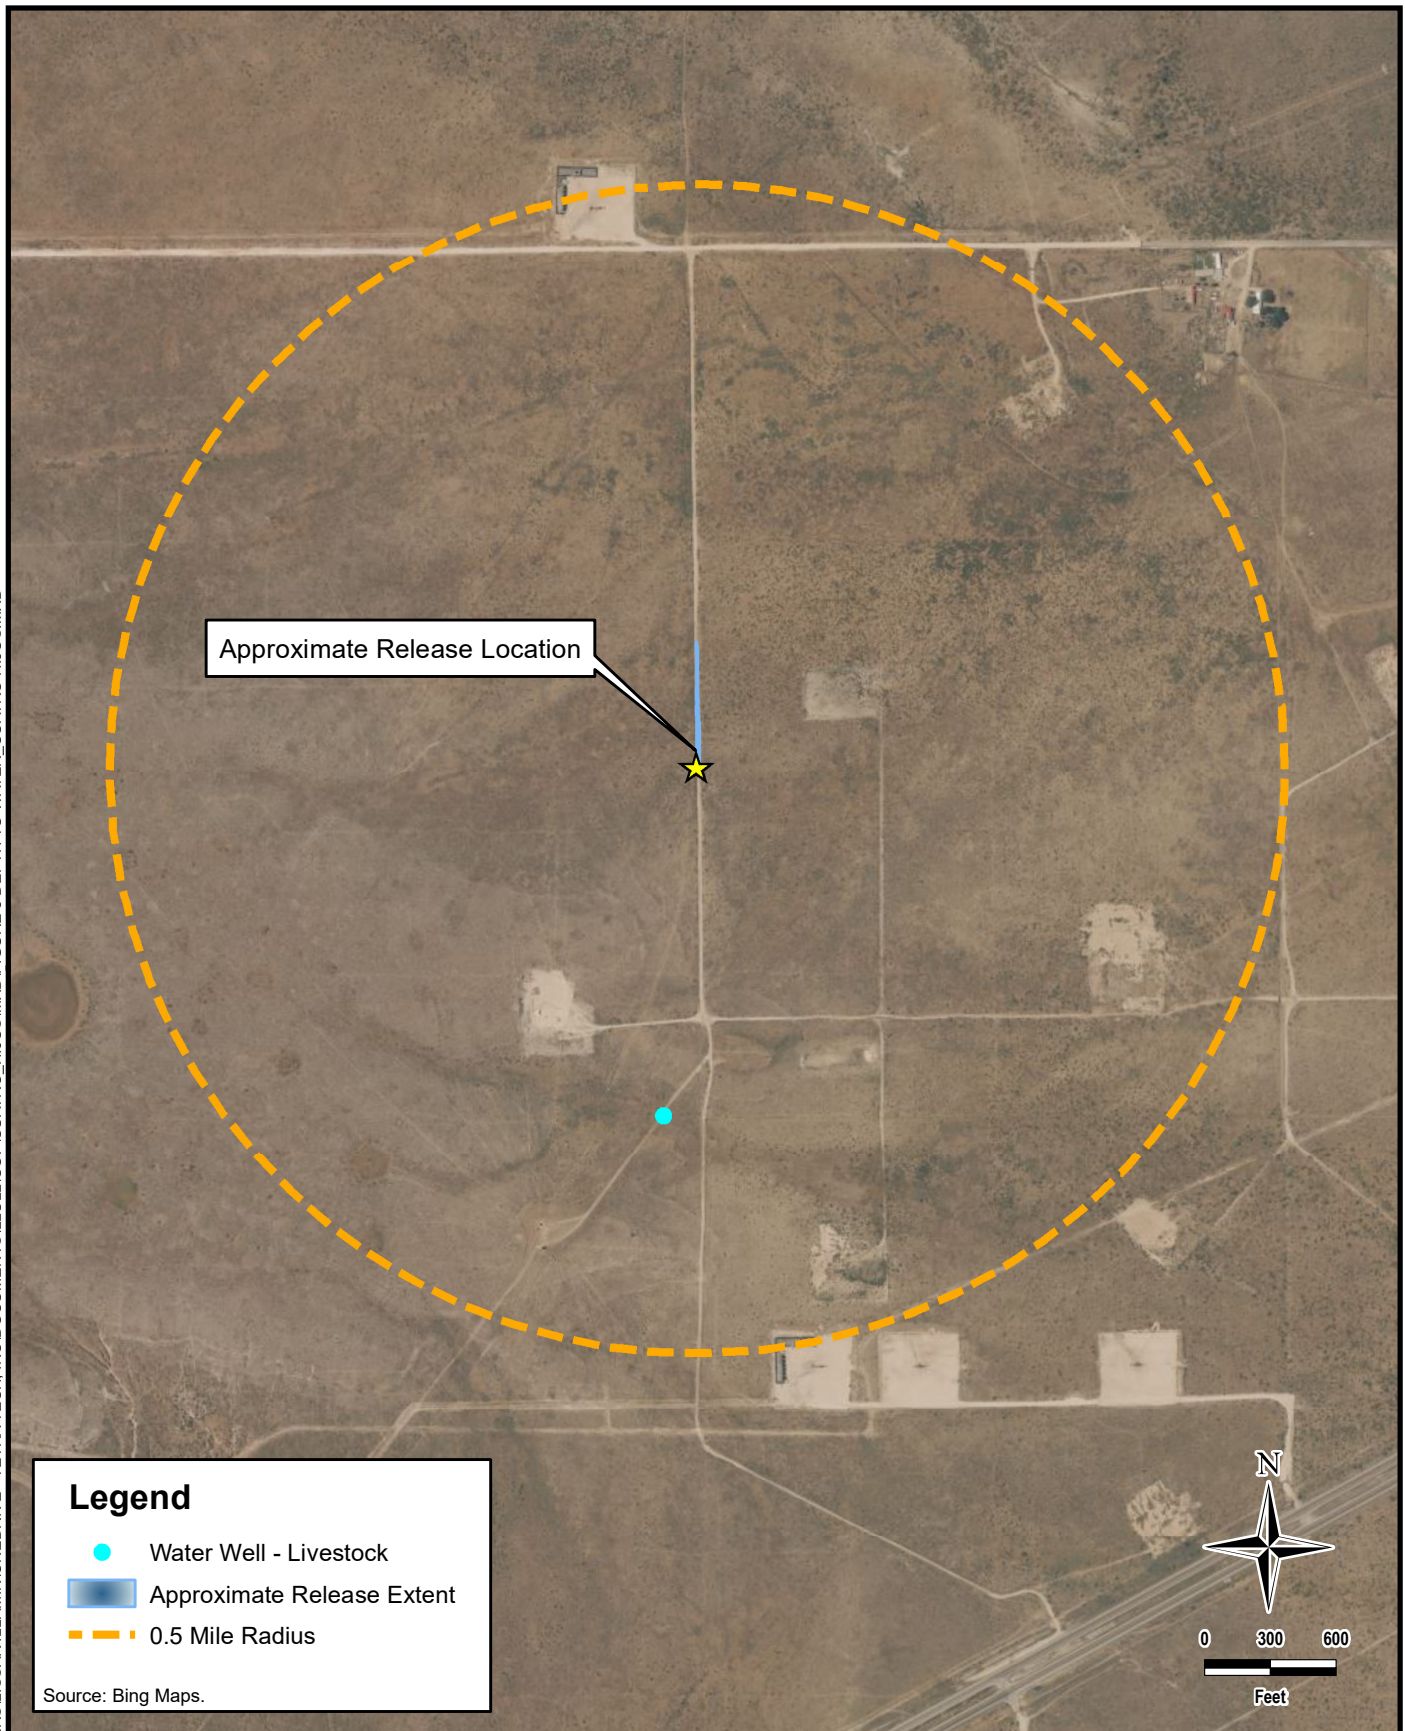 Approximate Release Location
Legend
Water Well - Livestock
Approximate Release Extent
0.5 Mile Radius
Source: Bing Maps.
N
0 300 600
Feet